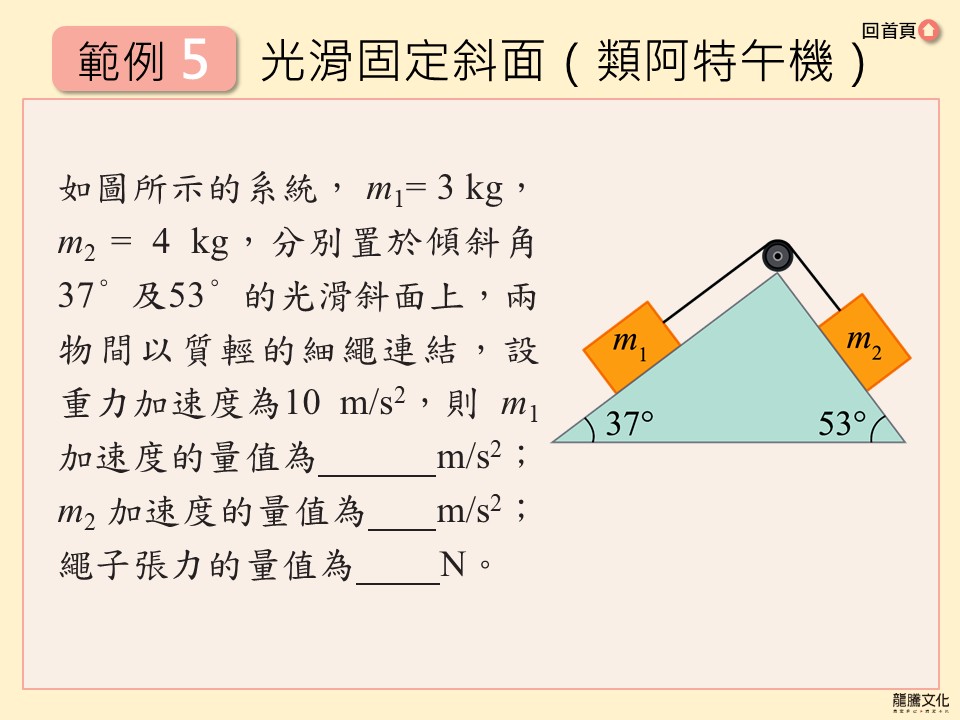 回首頁
範例 5 光滑固定斜面（類阿特午機）
如圖所示的系統， m₁= 3 kg，
m₂ = 4 kg，分別置於傾斜角
37°及53°的光滑斜面上，兩
物間以質輕的細繩連結，設
重力加速度為10 m/s²，則 m₁
加速度的量值為______m/s²；
m₂ 加速度的量值為____m/s²；
繩子張力的量值為____N。
m₁ m₂
37° 53°
龍騰文化